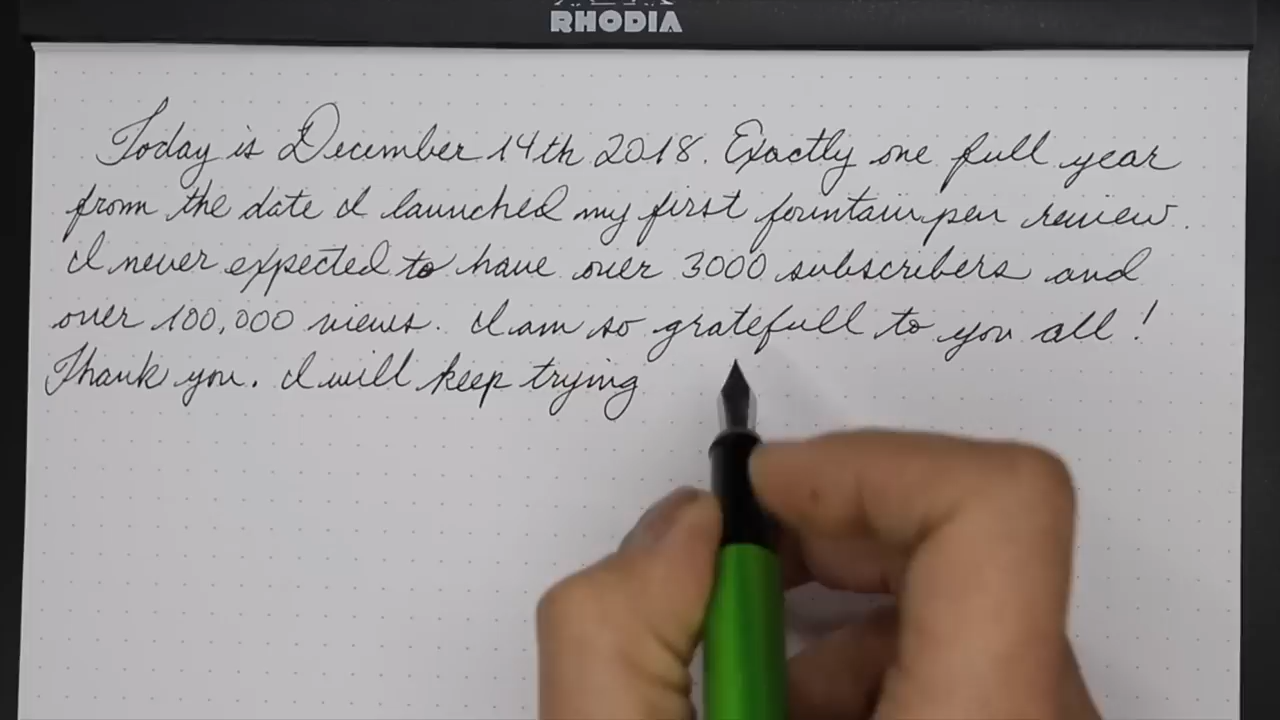 RHODIA
Today is December 14th 2018. Exactly one full year
from the date I launched my first fountain pen review.
I never expected to have over 3000 subscribers and
over 100,000 views. I am so gratefull to you all!
Thank you. I will keep trying